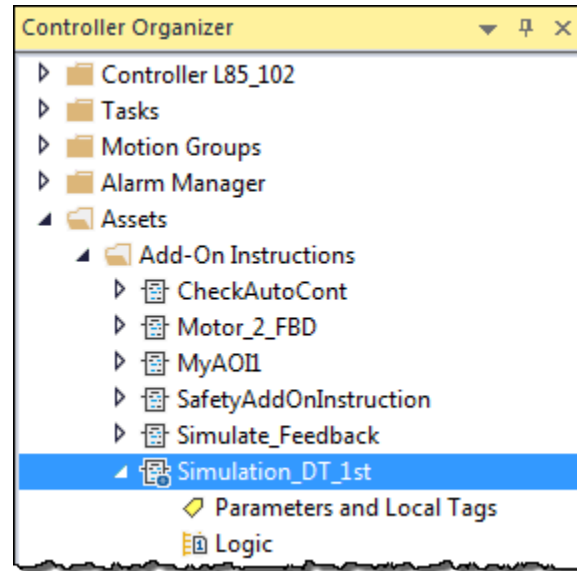 Controller Organizer
Controller L85_102
Tasks
Motion Groups
Alarm Manager
Assets
Add-On Instructions
CheckAutoCont
Motor_2_FBD
MyAOI1
SafetyAddOnInstruction
Simulate_Feedback
Simulation_DT_1st
Parameters and Local Tags
Logic